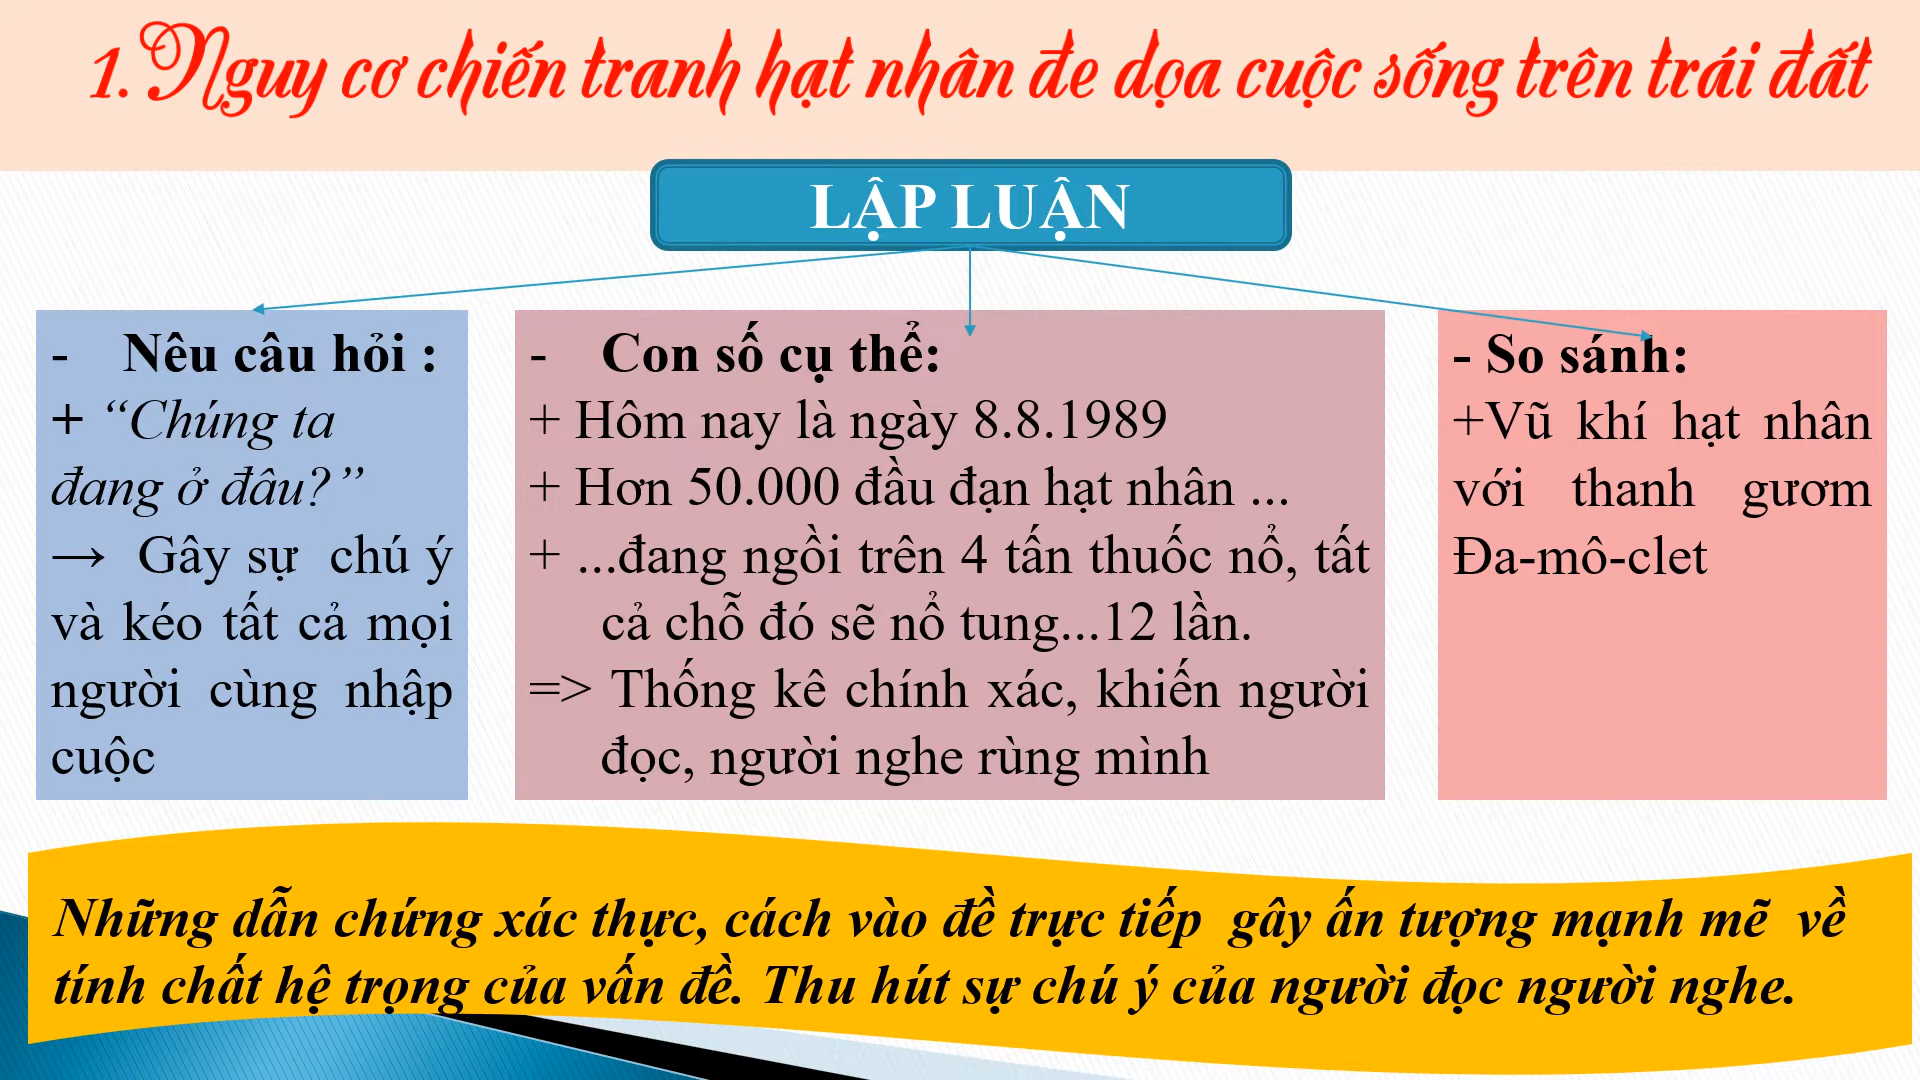 1. Nguy cơ chiến tranh hạt nhân đe dọa cuộc sống trên trái đất
LẬP LUẬN
- Nêu câu hỏi :
+ “Chúng ta
đang ở đâu?”
→ Gây sự chú ý
và kéo tất cả mọi
người cùng nhập
cuộc
- Con số cụ thể:
+ Hôm nay là ngày 8.8.1989
+ Hơn 50.000 đầu đạn hạt nhân ...
+ ...đang ngồi trên 4 tấn thuốc nổ, tất
cả chỗ đó sẽ nổ tung...12 lần.
=> Thống kê chính xác, khiến người
đọc, người nghe rùng mình
- So sánh:
+Vũ khí hạt nhân
với thanh gươm
Đa-mô-clet
Những dẫn chứng xác thực, cách vào đề trực tiếp gây ấn tượng mạnh mẽ về
tính chất hệ trọng của vấn đề. Thu hút sự chú ý của người đọc người nghe.